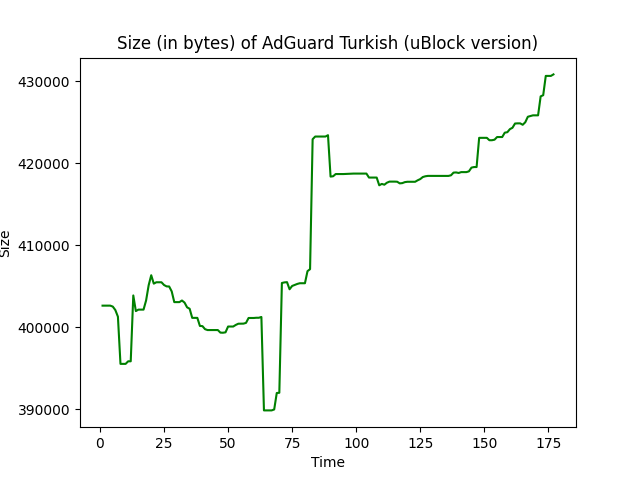 Size (in bytes) of AdGuard Turkish (uBlock version)
430000
420000
410000
400000
390000
Size
0 25 50 75 100 125 150 175
Time